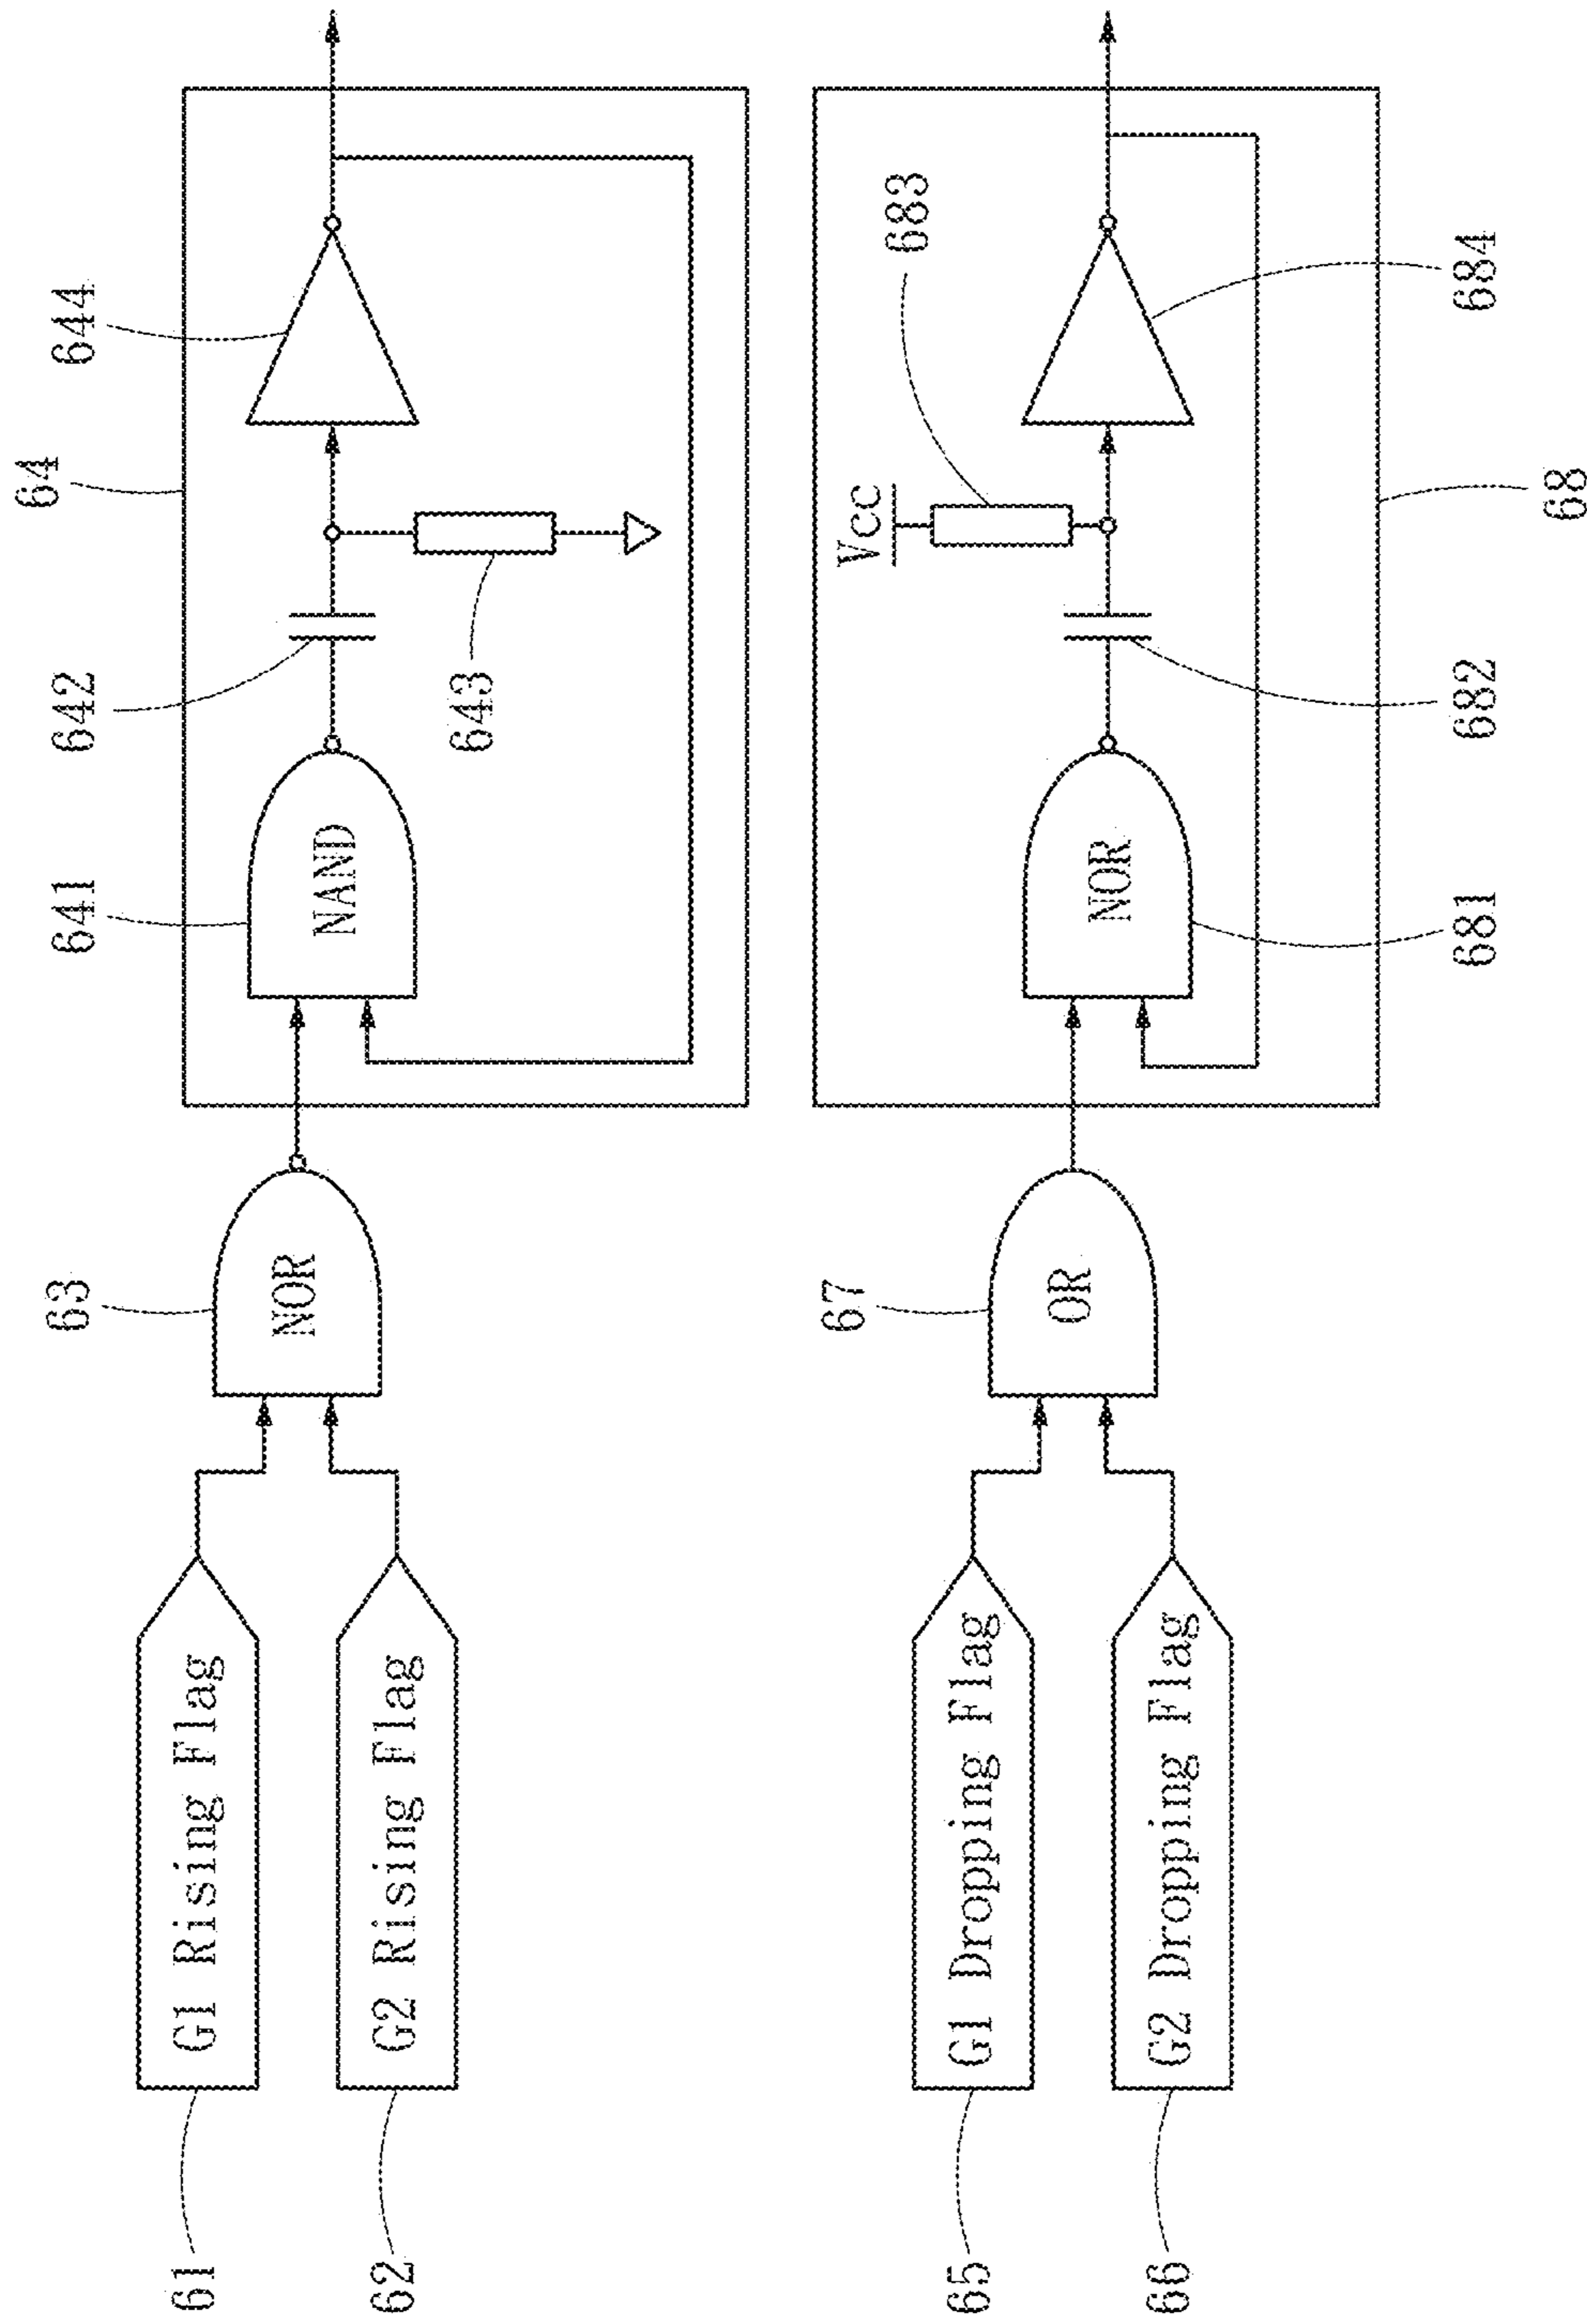 61
G1 Rising Flag
62
G2 Rising Flag
63
NOR
64
641
NAND
642
643
644
65
G1 Dropping Flag
66
G2 Dropping Flag
67
OR
68
681
NOR
682
Vcc
683
684